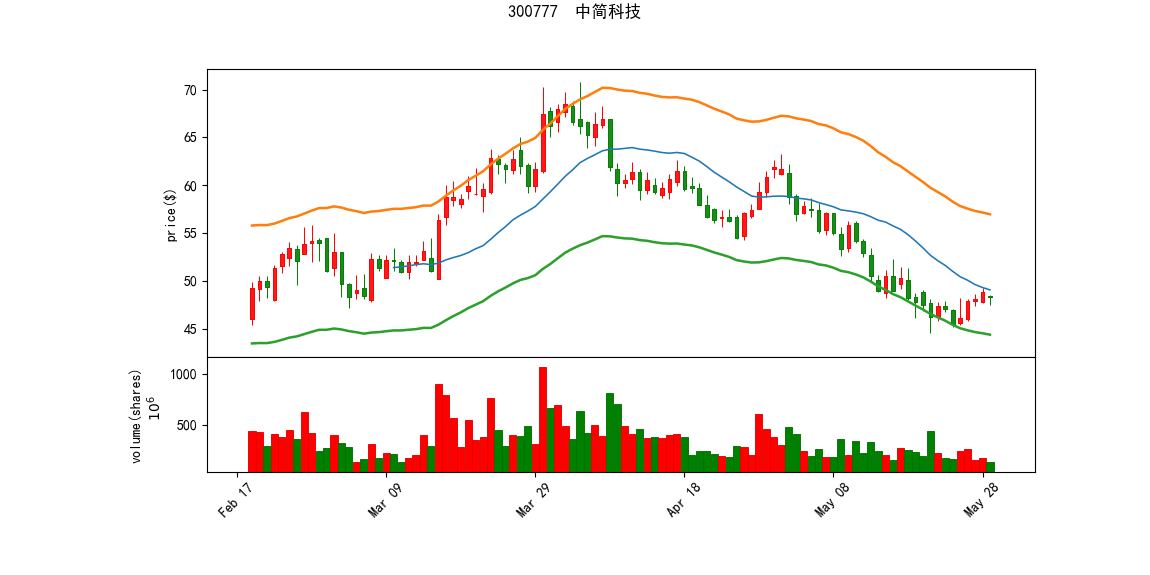 300777 中简科技
price($)
70
65
60
55
50
45
volume(shares)
10^6
1000
500
Feb 17
Mar 09
Mar 29
Apr 18
May 08
May 28